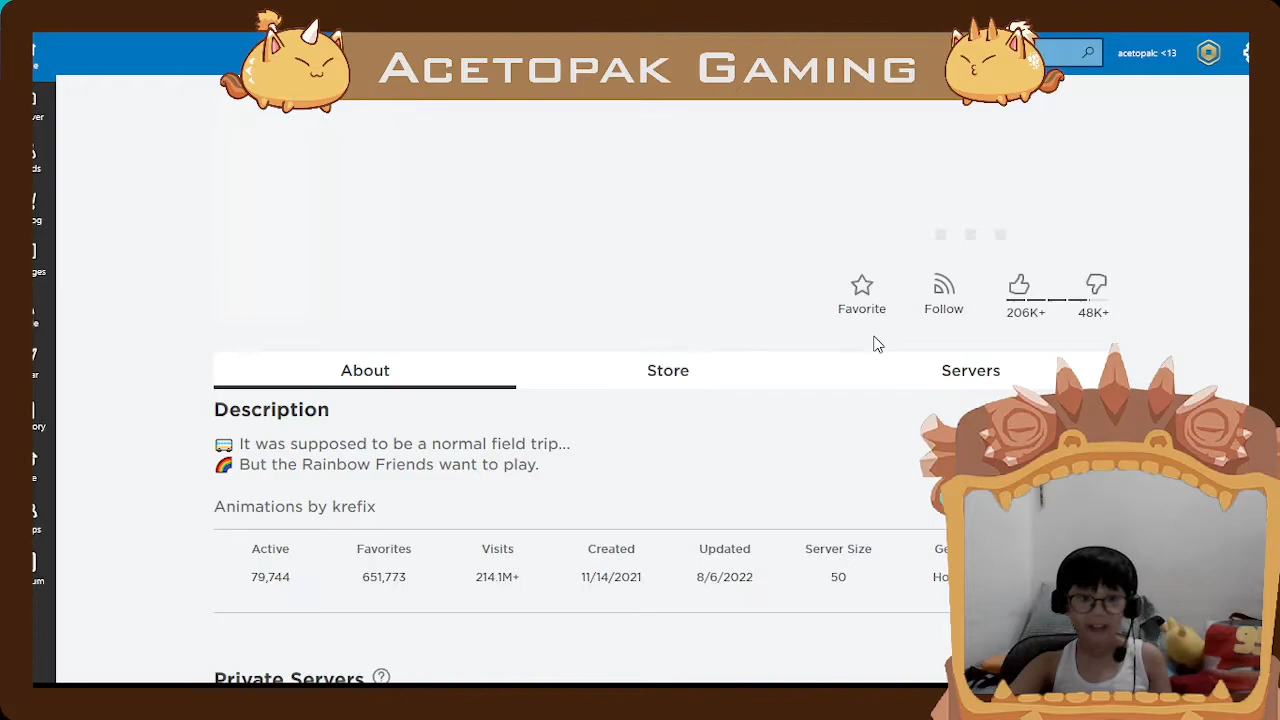 ACETOPAK GAMING
acetopak: <13
Favorite
Follow
206K+
48K+
About
Store
Servers
Description
🚌 It was supposed to be a normal field trip...
🌈 But the Rainbow Friends want to play.
Animations by krefix
Active
Favorites
Visits
Created
Updated
Server Size
79,744
651,773
214.1M+
11/14/2021
8/6/2022
50
Private Servers